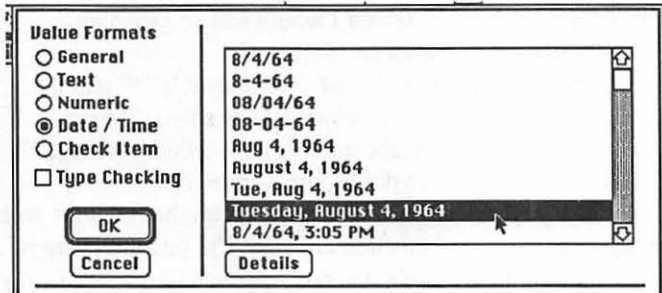 Value Formats
General
Text
Numeric
Date / Time
Check Item
Type Checking
OK
Cancel
8/4/64
8-4-64
08/04/64
08-04-64
Aug 4, 1964
August 4, 1964
Tue, Aug 4, 1964
Tuesday, August 4, 1964
8/4/64, 3:05 PM
Details